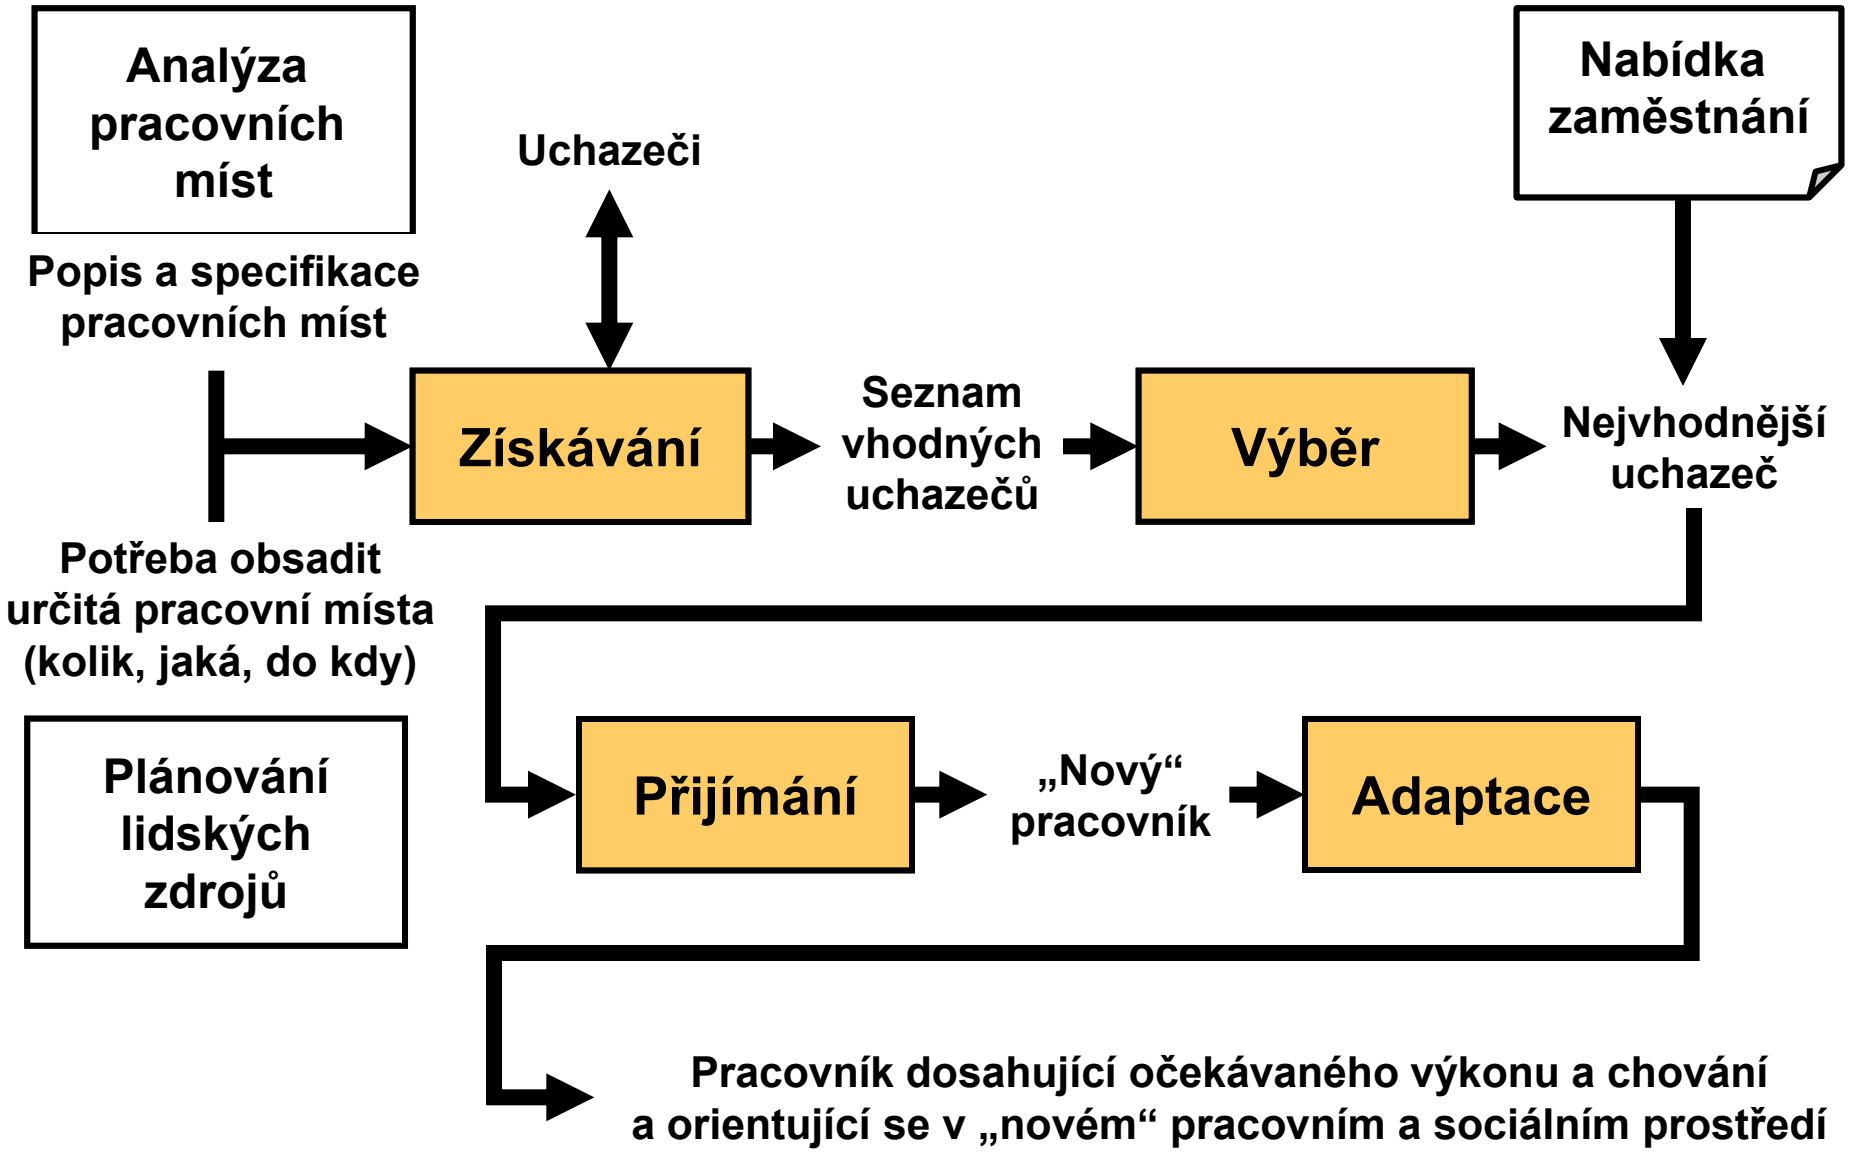 Analýza
pracovních
míst
Popis a specifikace
pracovních míst
Uchazeči
Nabídka
zaměstnání
Získávání
Seznam
vhodných
uchazečů
Výběr
Nejvhodnější
uchazeč
Potřeba obsadit
určitá pracovní místa
(kolik, jaká, do kdy)
Plánování
lidských
zdrojů
Přijímání
„Nový“
pracovník
Adaptace
Pracovník dosahující očekávaného výkonu a chování
a orientující se v „novém“ pracovním a sociálním prostředí